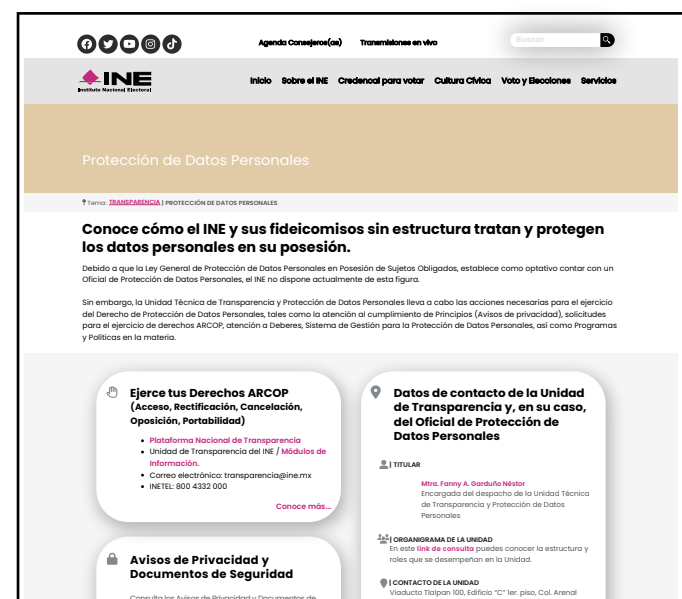 Agenda Consejeros(as) Transmisiones en vivo Buscar
INE
Instituto Nacional Electoral
Inicio Sobre el INE Credencal para votar Cultura Cívica Voto y Elecciones Servicios
Protección de Datos Personales
Tema: TRANSPARENCIA | PROTECCIÓN DE DATOS PERSONALES
Conoce cómo el INE y sus fideicomisos sin estructura tratan y protegen
los datos personales en su posesión.
Debido a que la Ley General de Protección de Datos Personales en Posesión de Sujetos Obligados, establece como optativo contar con un
Oficial de Protección de Datos Personales, el INE no dispone actualmente de esta figura.
Sin embargo, la Unidad Técnica de Transparencia y Protección de Datos Personales lleva a cabo las acciones necesarias para el ejercicio
del Derecho de Protección de Datos Personales, tales como la atención al cumplimiento de Principios (Avisos de privacidad), solicitudes
para el ejercicio de derechos ARCOP, atención a Deberes, Sistema de Gestión para la Protección de Datos Personales, así como Programas
y Políticas en la materia.
Ejerce tus Derechos ARCOP
(Acceso, Rectificación, Cancelación,
Oposición, Portabilidad)
• Plataforma Nacional de Transparencia
• Unidad de Transparencia del INE / Módulos de
Información.
• Correo electrónico: transparencia@ine.mx
• INETEL: 800 4332 000
Conoce más...
Avisos de Privacidad y
Documentos de Seguridad
Consulta los Avisos de Privacidad y Documentos de
Datos de contacto de la Unidad
de Transparencia y, en su caso,
del Oficial de Protección de
Datos Personales
| TITULAR
Mtra. Fanny A. Garduño Néstor
Encargada del despacho de la Unidad Técnica
de Transparencia y Protección de Datos
Personales
| ORGANIGRAMA DE LA UNIDAD
En este link de consulta puedes conocer la estructura y
roles que se desempeñan en la Unidad.
| CONTACTO DE LA UNIDAD
Viaducto Tlalpan 100, Edificio “C” 1er. piso, Col. Arenal